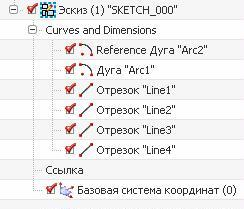 Эскиз (1) "SKETCH_000"
Curves and Dimensions
Reference Дуга "Arc2"
Дуга "Arc1"
Отрезок "Line1"
Отрезок "Line2"
Отрезок "Line3"
Отрезок "Line4"
Ссылка
Базовая система координат (0)